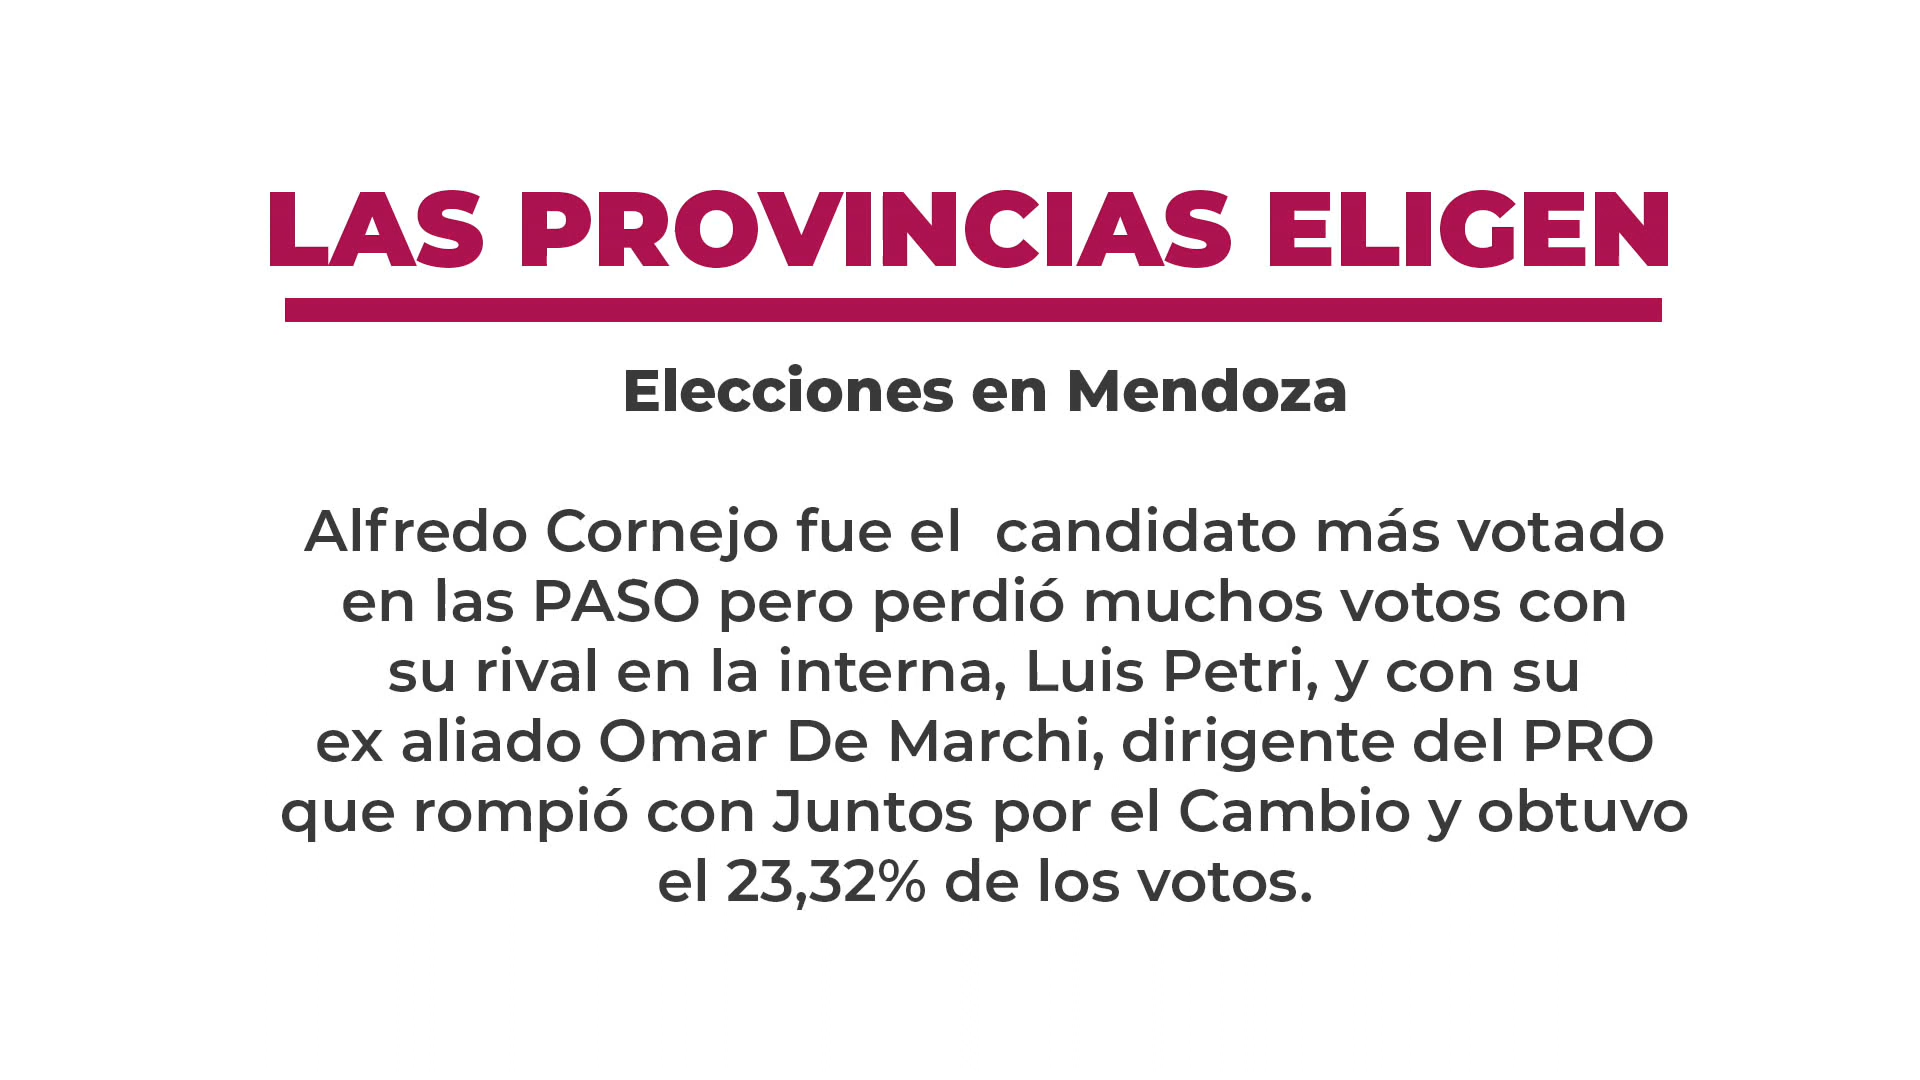 LAS PROVINCIAS ELIGEN
Elecciones en Mendoza
Alfredo Cornejo fue el  candidato más votado
en las PASO pero perdió muchos votos con
su rival en la interna, Luis Petri, y con su
ex aliado Omar De Marchi, dirigente del PRO
que rompió con Juntos por el Cambio y obtuvo
el 23,32% de los votos.